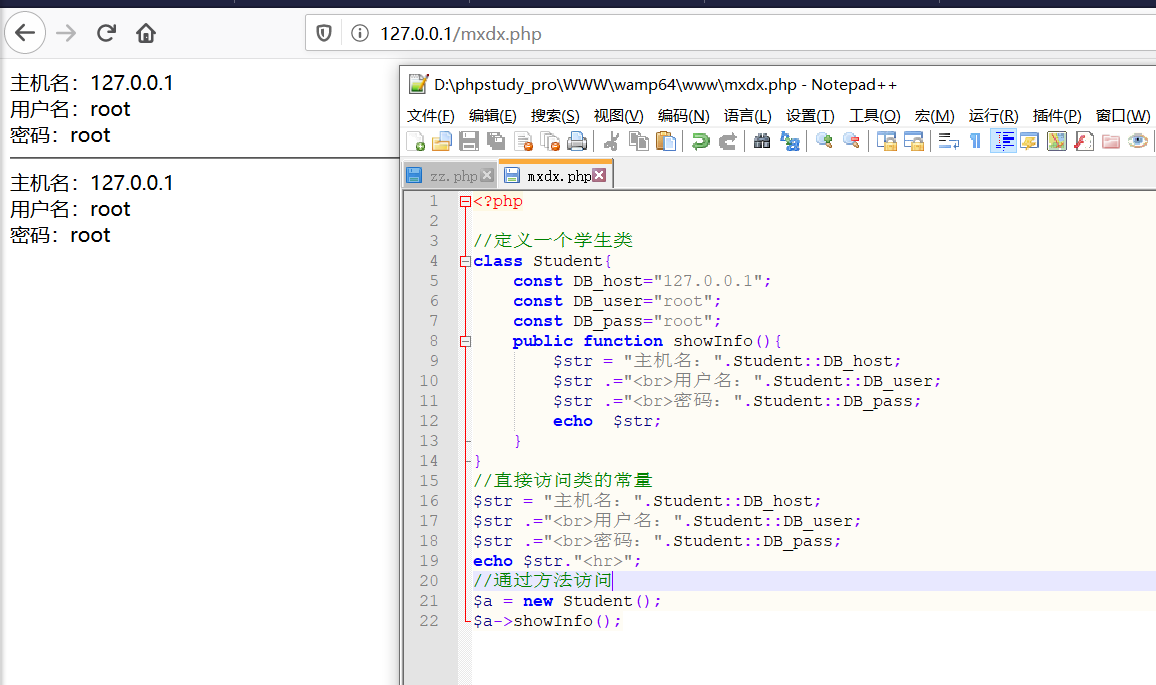 127.0.0.1/mxdx.php
主机名：127.0.0.1
用户名：root
密码：root
主机名：127.0.0.1
用户名：root
密码：root
D:\phpstudy_pro\WWW\wamp64\www\mxdx.php - Notepad++
文件(F) 编辑(E) 搜索(S) 视图(V) 编码(N) 语言(L) 设置(T) 工具(O) 宏(M) 运行(R) 插件(P) 窗口(W)
zz.php mxdx.php
1 <?php
2
3 //定义一个学生类
4 class Student{
5 const DB_host="127.0.0.1";
6 const DB_user="root";
7 const DB_pass="root";
8 public function showInfo(){
9 $str = "主机名：".Student::DB_host;
10 $str .="<br>用户名：".Student::DB_user;
11 $str .="<br>密码：".Student::DB_pass;
12 echo  $str;
13 }
14 }
15 //直接访问类的常量
16 $str = "主机名：".Student::DB_host;
17 $str .="<br>用户名：".Student::DB_user;
18 $str .="<br>密码：".Student::DB_pass;
19 echo $str."<hr>";
20 //通过方法访问
21 $a = new Student();
22 $a->showInfo();